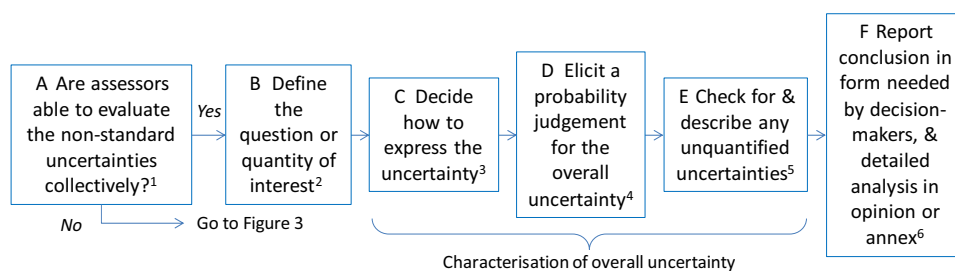 A Are assessors
able to evaluate
the non-standard
uncertainties
collectively?¹
Yes
No
Go to Figure 3
B Define
the
question or
quantity of
interest²
C Decide
how to
express the
uncertainty³
D Elicit a
probability
judgement
for the
overall
uncertainty⁴
E Check for &
describe any
unquantified
uncertainties⁵
F Report
conclusion in
form needed
by decision-
makers, &
detailed
analysis in
opinion or
annex⁶
Characterisation of overall uncertainty